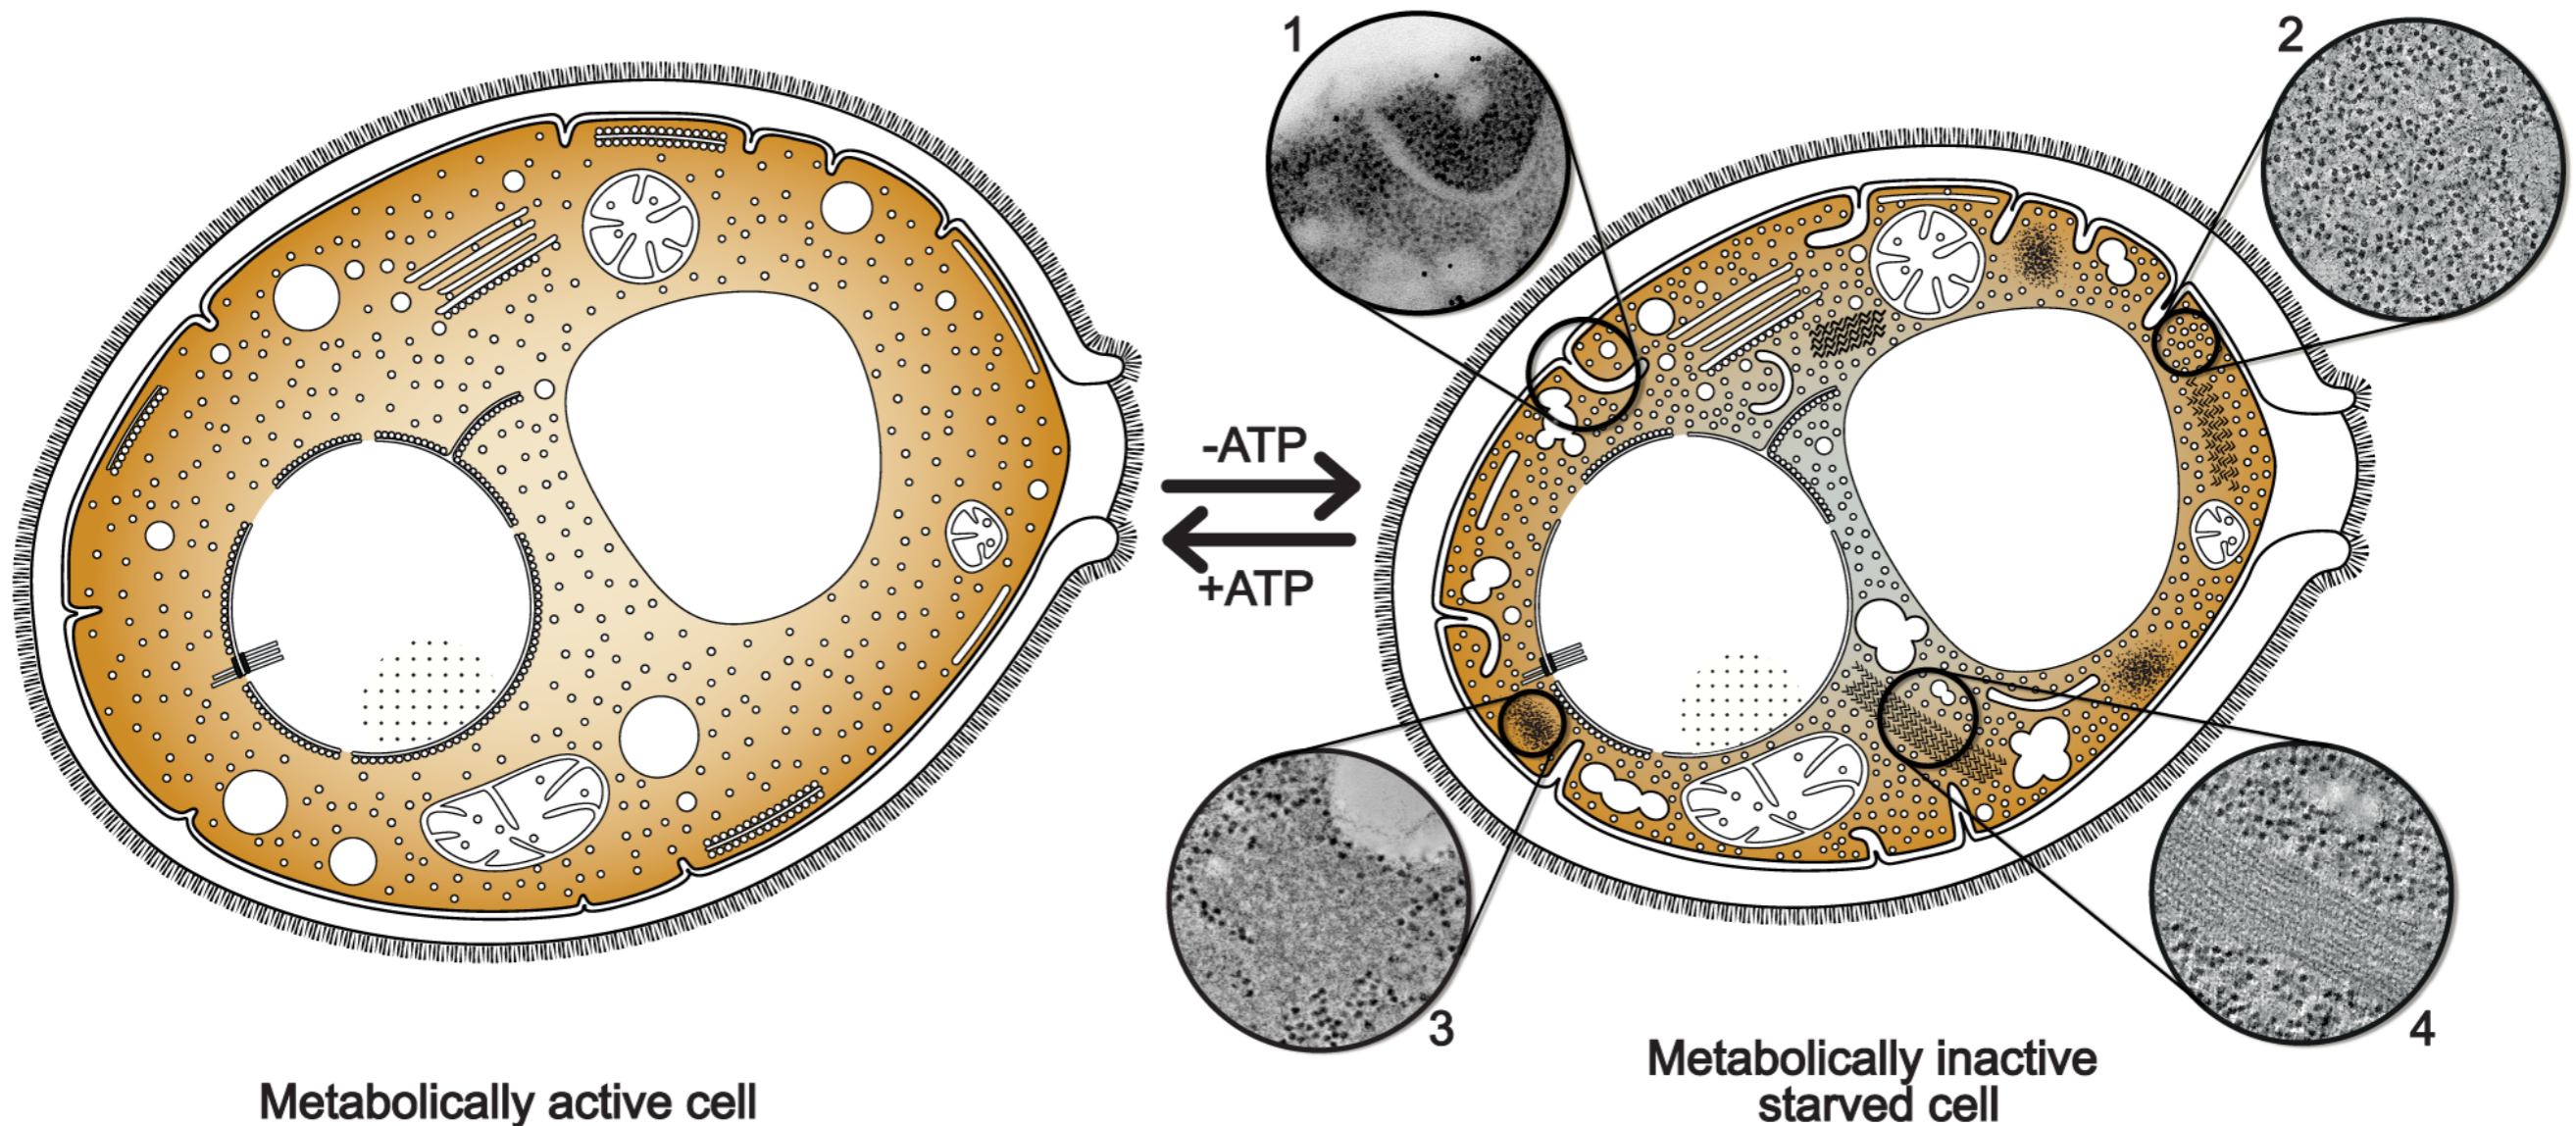 1
2
-ATP
+ATP
3
4
Metabolically active cell
Metabolically inactive
starved cell